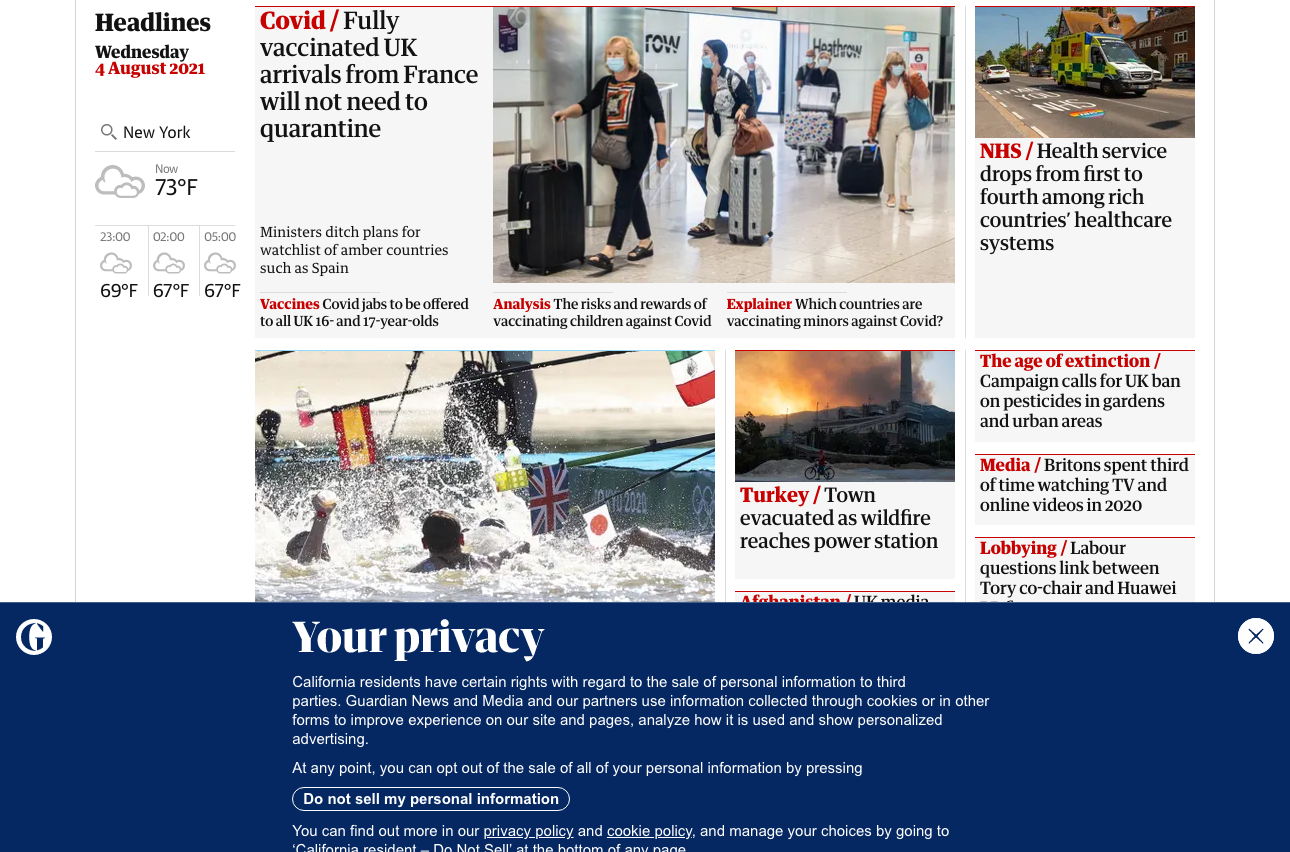 Headlines
Wednesday
4 August 2021
New York
Now
73°F
23:00
02:00
05:00
69°F
67°F
67°F
Covid / Fully
vaccinated UK
arrivals from France
will not need to
quarantine
Ministers ditch plans for
watchlist of amber countries
such as Spain
row
Heathrow
Vaccines Covid jabs to be offered
to all UK 16- and 17-year-olds
Analysis The risks and rewards of
vaccinating children against Covid
Explainer Which countries are
vaccinating minors against Covid?
NHS
NHS / Health service
drops from first to
fourth among rich
countries’ healthcare
systems
TOKYO 2020
Turkey / Town
evacuated as wildfire
reaches power station
Afghanistan / UK media
The age of extinction /
Campaign calls for UK ban
on pesticides in gardens
and urban areas
Media / Britons spent third
of time watching TV and
online videos in 2020
Lobbying / Labour
questions link between
Tory co-chair and Huawei
Your privacy
California residents have certain rights with regard to the sale of personal information to third
parties. Guardian News and Media and our partners use information collected through cookies or in other
forms to improve experience on our site and pages, analyze how it is used and show personalized
advertising.
At any point, you can opt out of the sale of all of your personal information by pressing
Do not sell my personal information
You can find out more in our privacy policy and cookie policy, and manage your choices by going to
‘California resident – Do Not Sell’ at the bottom of any page.